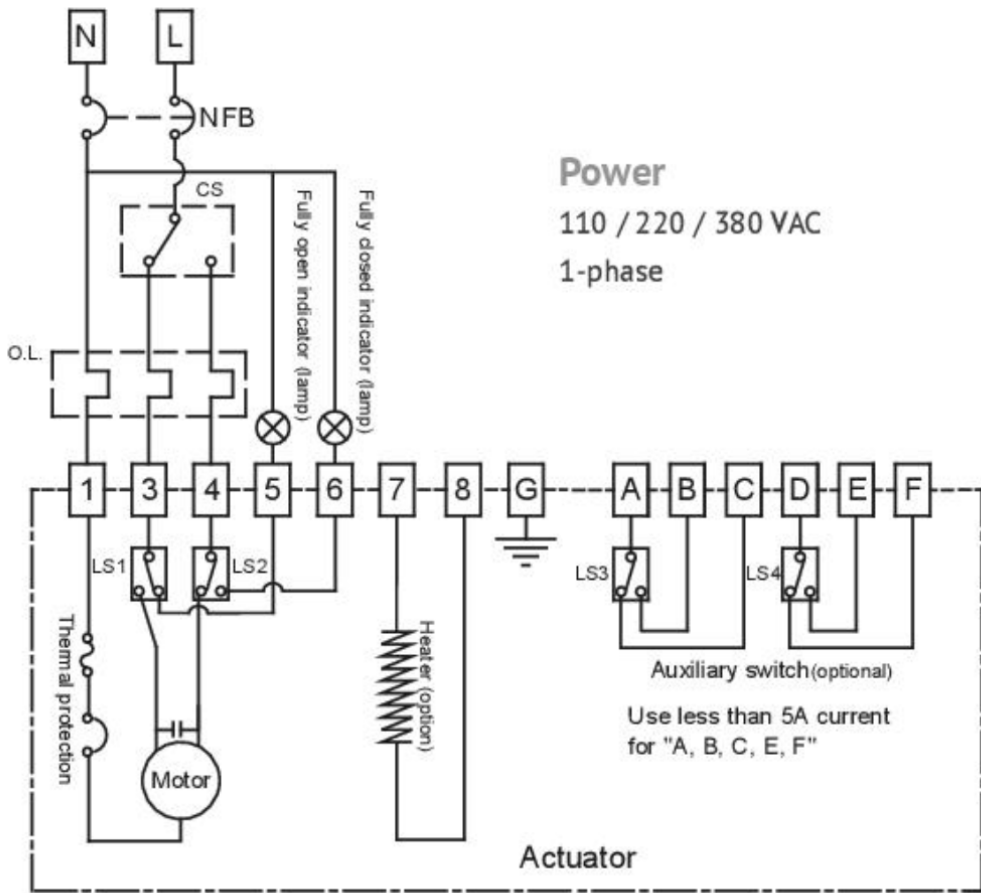 N L
NFB
CS
Power
110 / 220 / 380 VAC
1-phase
Fully open indicator (lamp)
Fully closed indicator (lamp)
O.L.
1 3 4 5 6 7 8 G A B C D E F
LS1 LS2 LS3 LS4
Thermal protection
Heater (option)
Auxiliary switch(optional)
Use less than 5A current
for "A, B, C, E, F"
Motor
Actuator